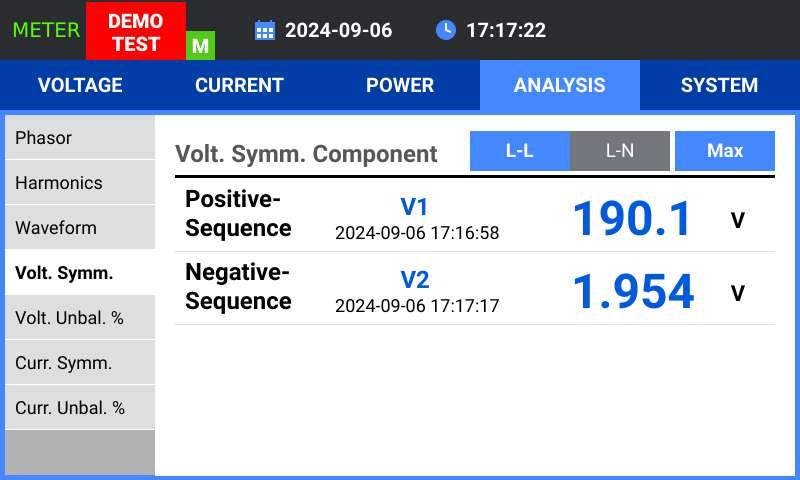 METER
DEMO
TEST
M
2024-09-06
17:17:22
VOLTAGE
CURRENT
POWER
ANALYSIS
SYSTEM
Phasor
Harmonics
Waveform
Volt. Symm.
Volt. Unbal. %
Curr. Symm.
Curr. Unbal. %
Volt. Symm. Component
L-L
L-N
Max
Positive-
Sequence
V1
2024-09-06 17:16:58
190.1 V
Negative-
Sequence
V2
2024-09-06 17:17:17
1.954 V